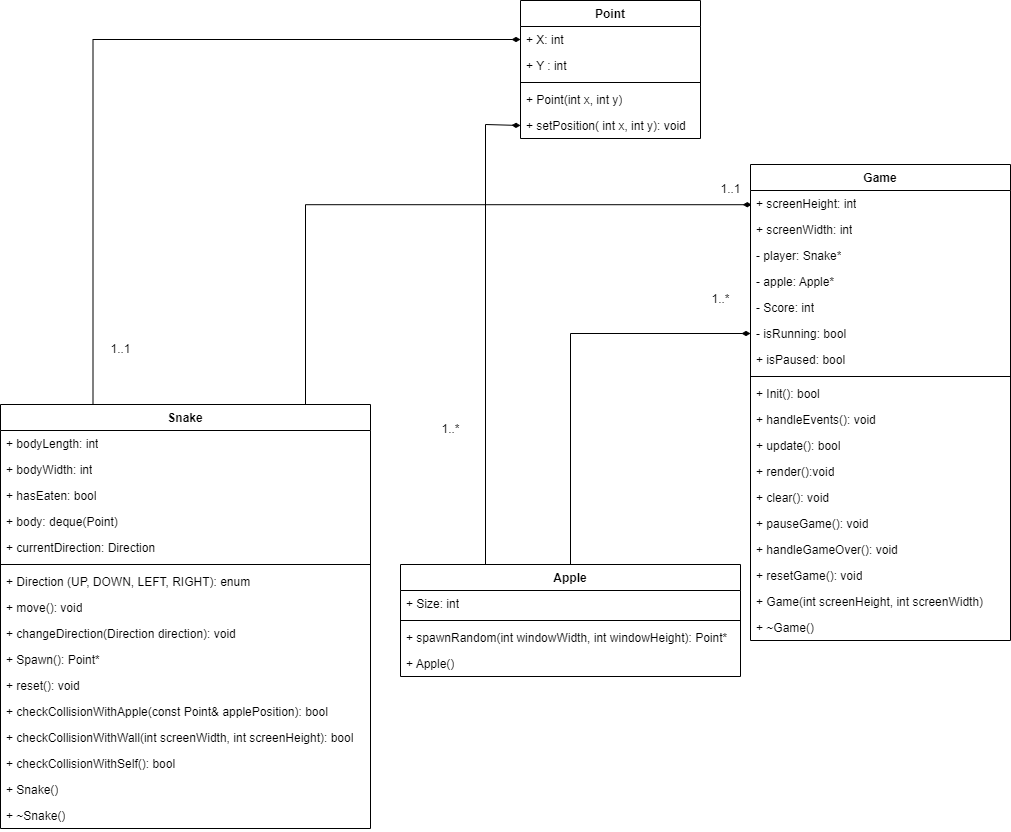 Point
+ X: int
+ Y : int
+ Point(int x, int y)
+ setPosition( int x, int y): void
1..1
Game
+ screenHeight: int
+ screenWidth: int
- player: Snake*
- apple: Apple*
- Score: int
- isRunning: bool
+ isPaused: bool
+ Init(): bool
+ handleEvents(): void
+ update(): bool
+ render():void
+ clear(): void
+ pauseGame(): void
+ handleGameOver(): void
+ resetGame(): void
+ Game(int screenHeight, int screenWidth)
+ ~Game()
1..*
1..1
Snake
+ bodyLength: int
+ bodyWidth: int
+ hasEaten: bool
+ body: deque(Point)
+ currentDirection: Direction
+ Direction (UP, DOWN, LEFT, RIGHT): enum
+ move(): void
+ changeDirection(Direction direction): void
+ Spawn(): Point*
+ reset(): void
+ checkCollisionWithApple(const Point& applePosition): bool
+ checkCollisionWithWall(int screenWidth, int screenHeight): bool
+ checkCollisionWithSelf(): bool
+ Snake()
+ ~Snake()
1..*
Apple
+ Size: int
+ spawnRandom(int windowWidth, int windowHeight): Point*
+ Apple()